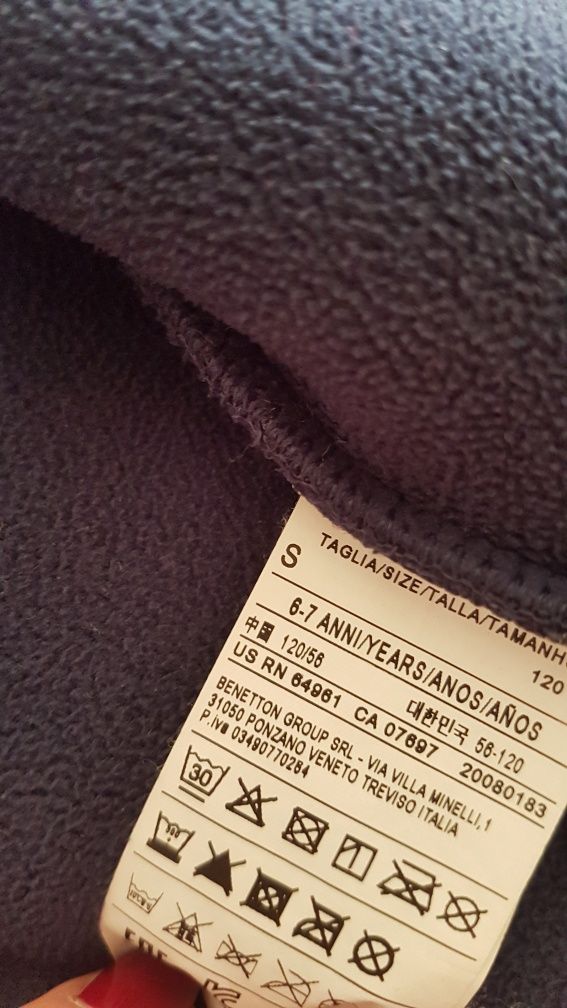 TAGLIA/SIZE/TALLA/TAMANH
S 120
6-7 ANNI/YEARS/ANOS/AÑOS
中國 120/56 대한민국 56-120
US RN 64961 CA 07697 20080183
BENETTON GROUP SRL - VIA VILLA MINELLI,1
31050 PONZANO VENETO TREVISO ITALIA
P.iva 03490770264
30